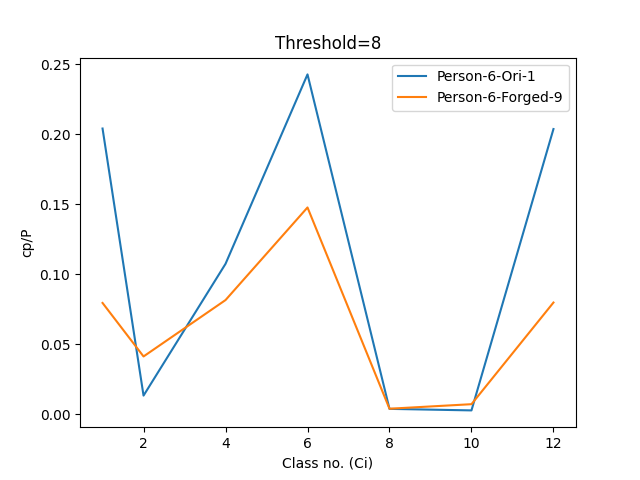 Threshold=8
Person-6-Ori-1
Person-6-Forged-9
cp/P
0.25
0.20
0.15
0.10
0.05
0.00
2 4 6 8 10 12
Class no. (Ci)